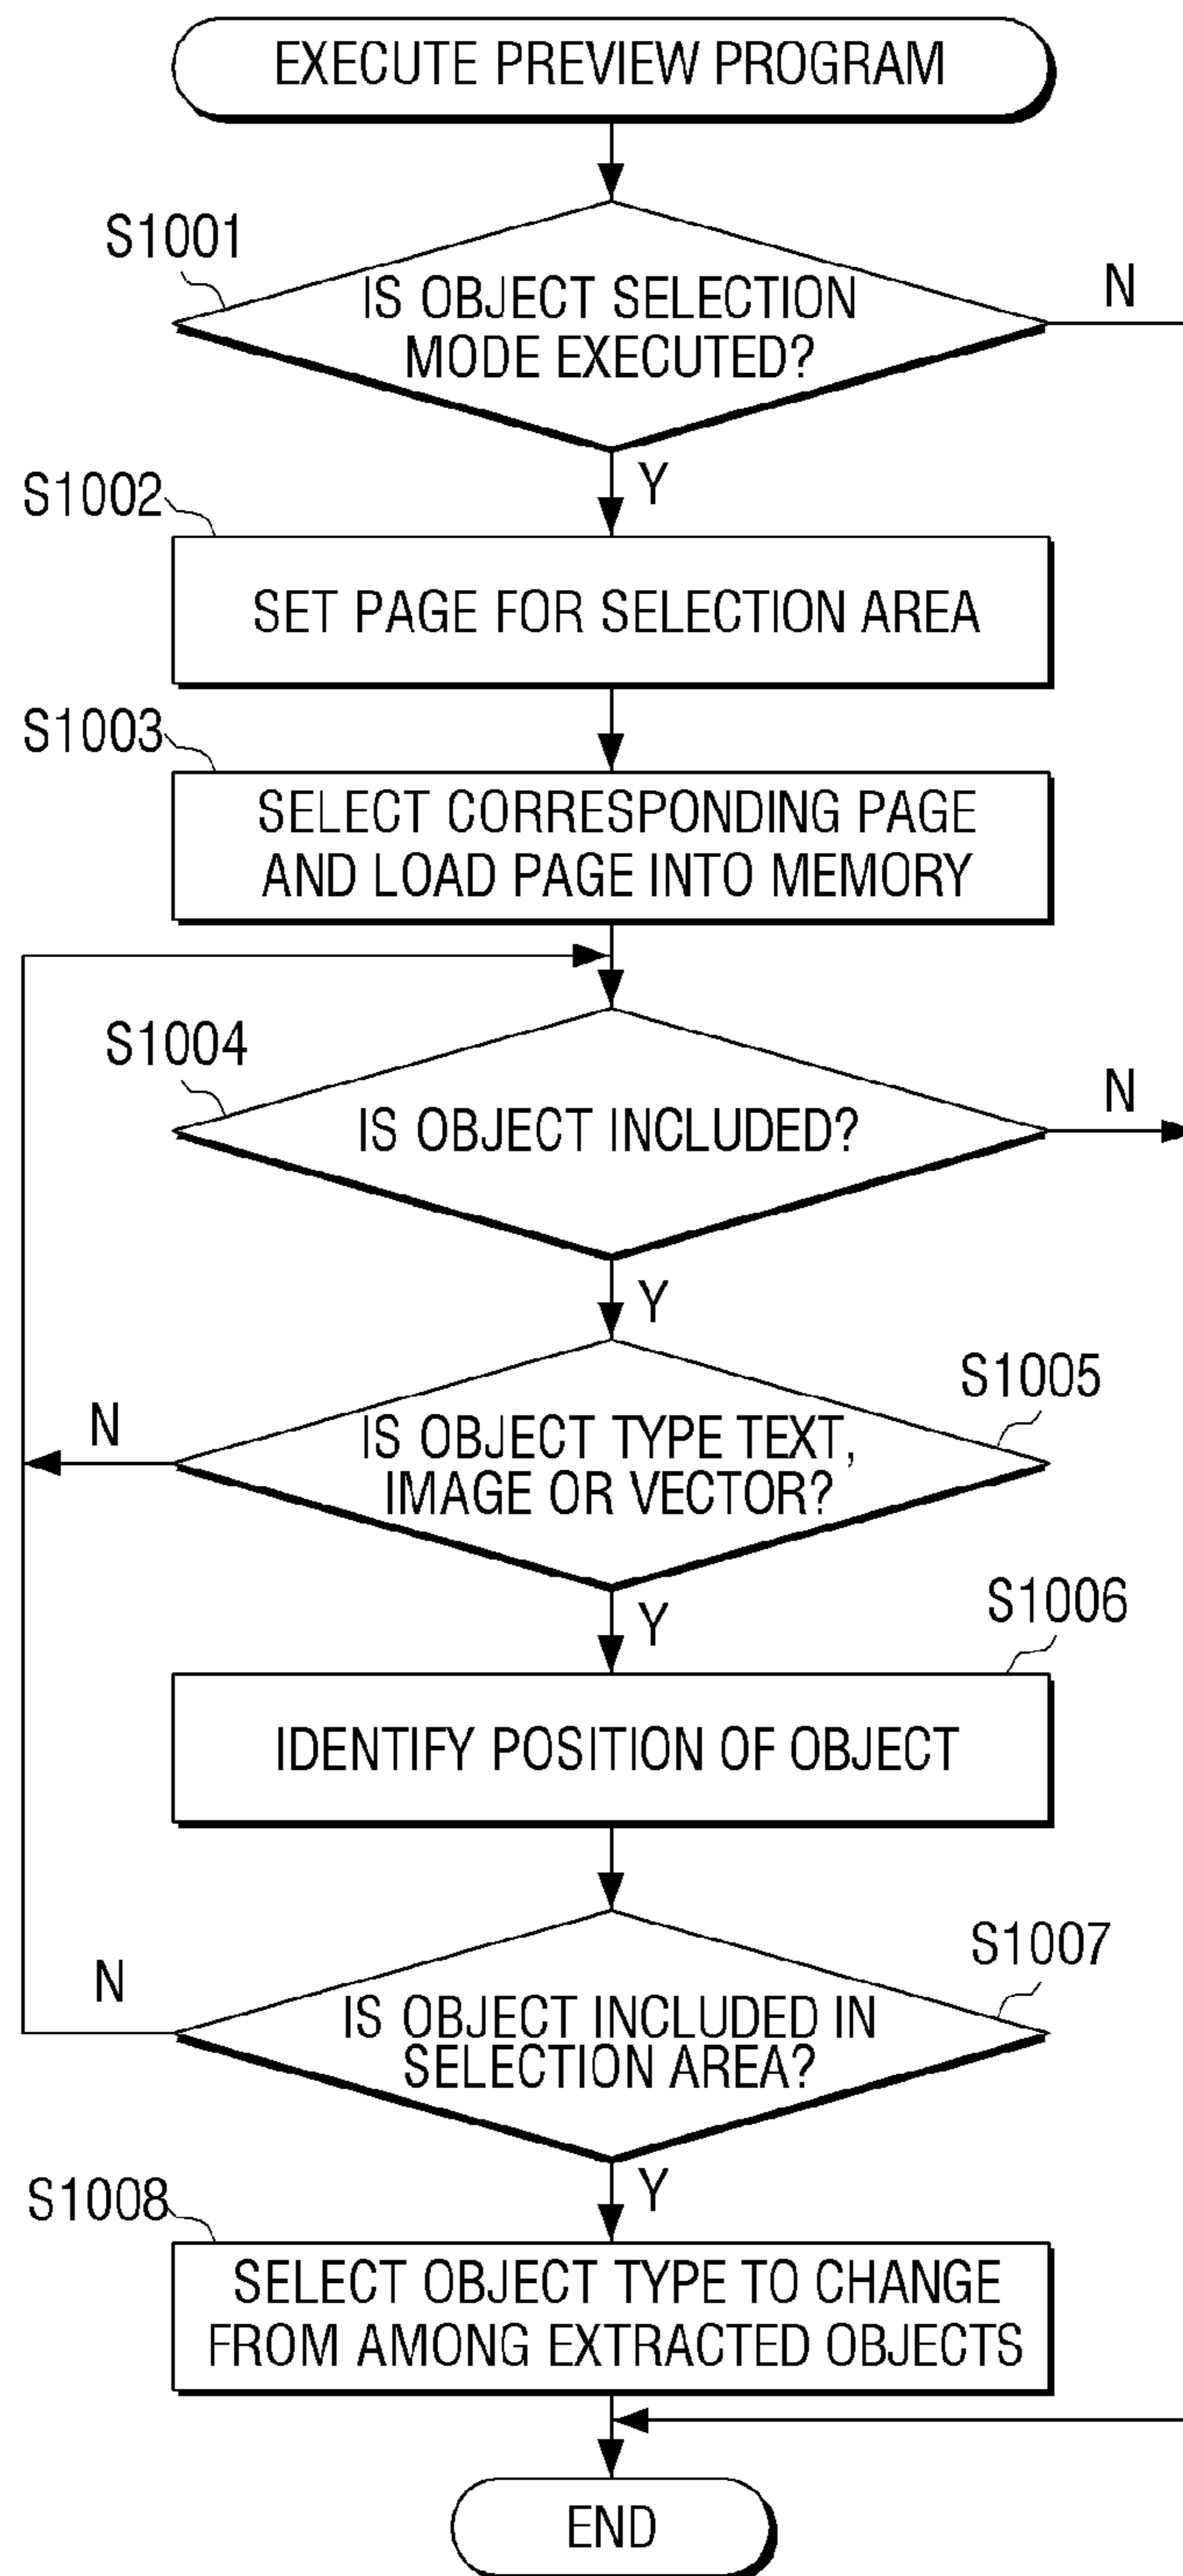 EXECUTE PREVIEW PROGRAM
S1001
IS OBJECT SELECTION
MODE EXECUTED?
N
Y
S1002
SET PAGE FOR SELECTION AREA
S1003
SELECT CORRESPONDING PAGE
AND LOAD PAGE INTO MEMORY
S1004
IS OBJECT INCLUDED?
N
Y
S1005
IS OBJECT TYPE TEXT,
IMAGE OR VECTOR?
N
Y
S1006
IDENTIFY POSITION OF OBJECT
S1007
IS OBJECT INCLUDED IN
SELECTION AREA?
N
Y
S1008
SELECT OBJECT TYPE TO CHANGE
FROM AMONG EXTRACTED OBJECTS
END